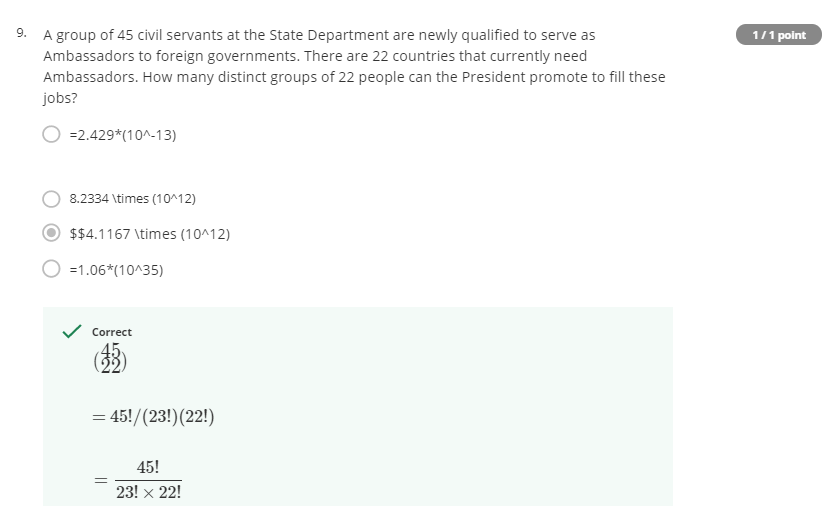 9. A group of 45 civil servants at the State Department are newly qualified to serve as
1 / 1 point
Ambassadors to foreign governments. There are 22 countries that currently need
Ambassadors. How many distinct groups of 22 people can the President promote to fill these
jobs?
=2.429*(10^-13)
8.2334 \times (10^12)
$$4.1167 \times (10^12)
=1.06*(10^35)
Correct
(45
22)
= 45!/(23!)(22!)
= 45!
23! × 22!